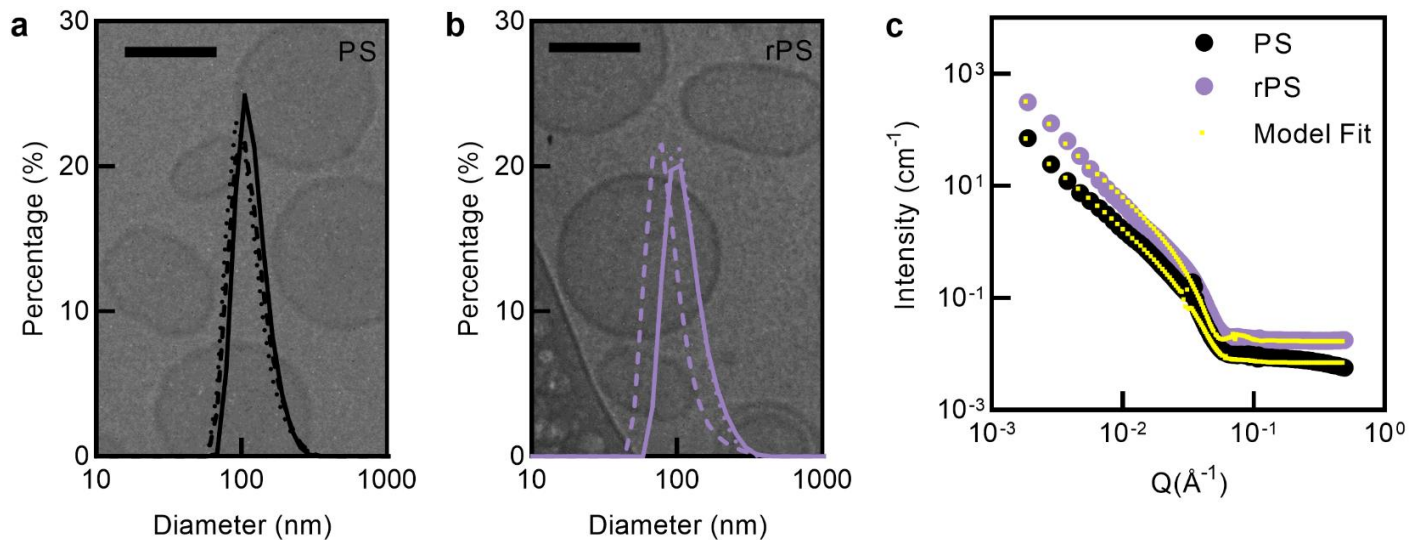 a
PS
30
20
10
0
Percentage (%)
10
100
1000
Diameter (nm)
b
rPS
30
20
10
0
Percentage (%)
10
100
1000
Diameter (nm)
c
PS
rPS
Model Fit
10³
10¹
10⁻¹
10⁻³
Intensity (cm⁻¹)
10⁻³
10⁻²
10⁻¹
10⁰
Q(Å⁻¹)